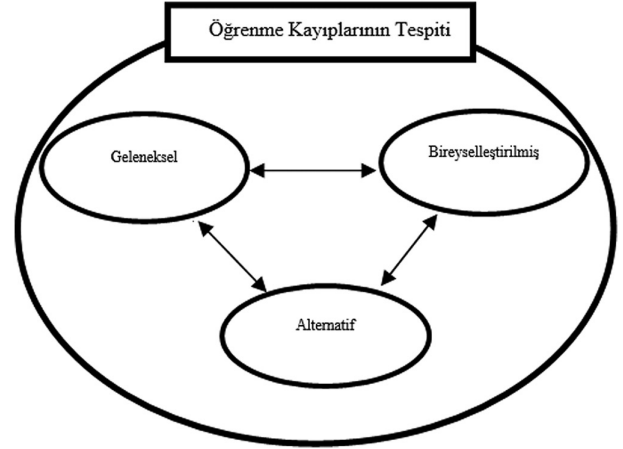 Öğrenme Kayıplarının Tespiti
Geleneksel
Bireyselleştirilmiş
Alternatif